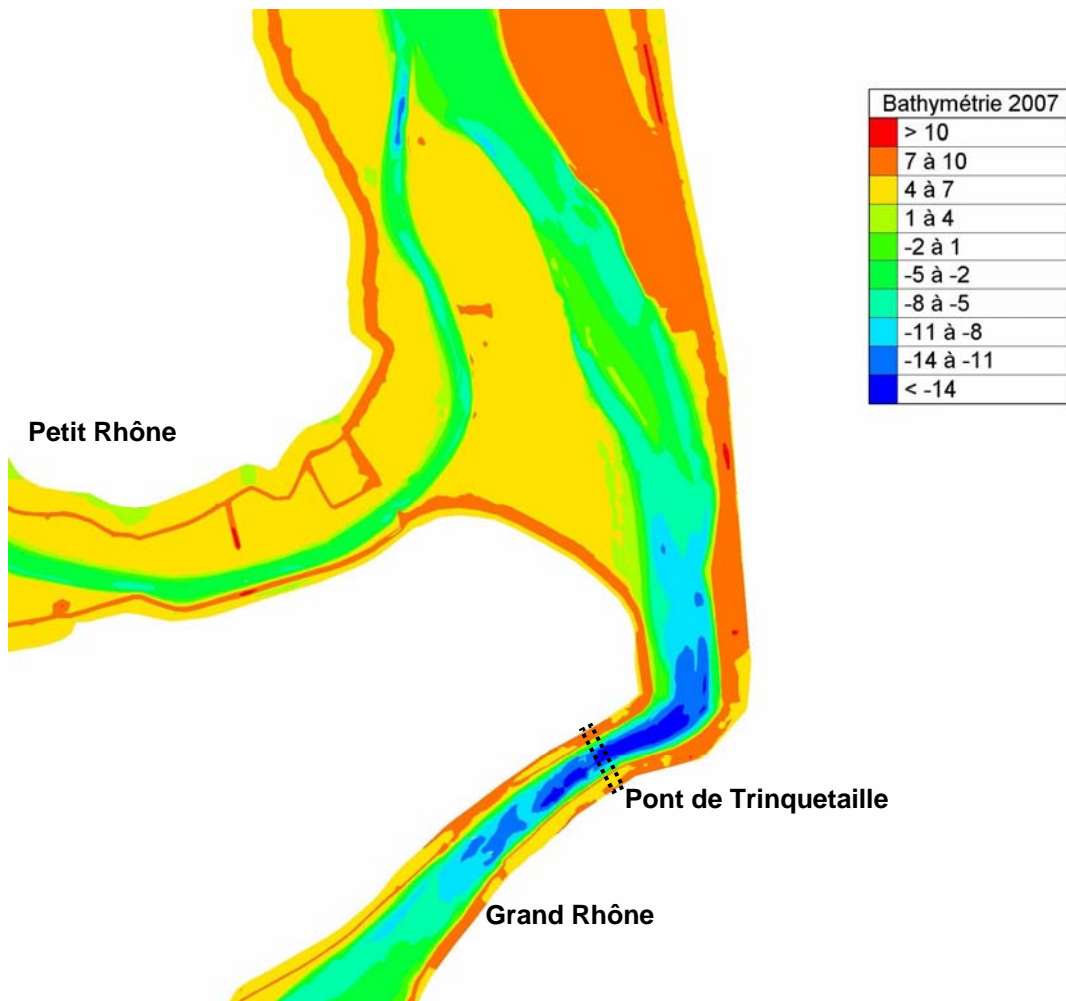 Bathymétrie 2007
> 10
7 à 10
4 à 7
1 à 4
-2 à 1
-5 à -2
-8 à -5
-11 à -8
-14 à -11
< -14
Petit Rhône
Pont de Trinquetaille
Grand Rhône